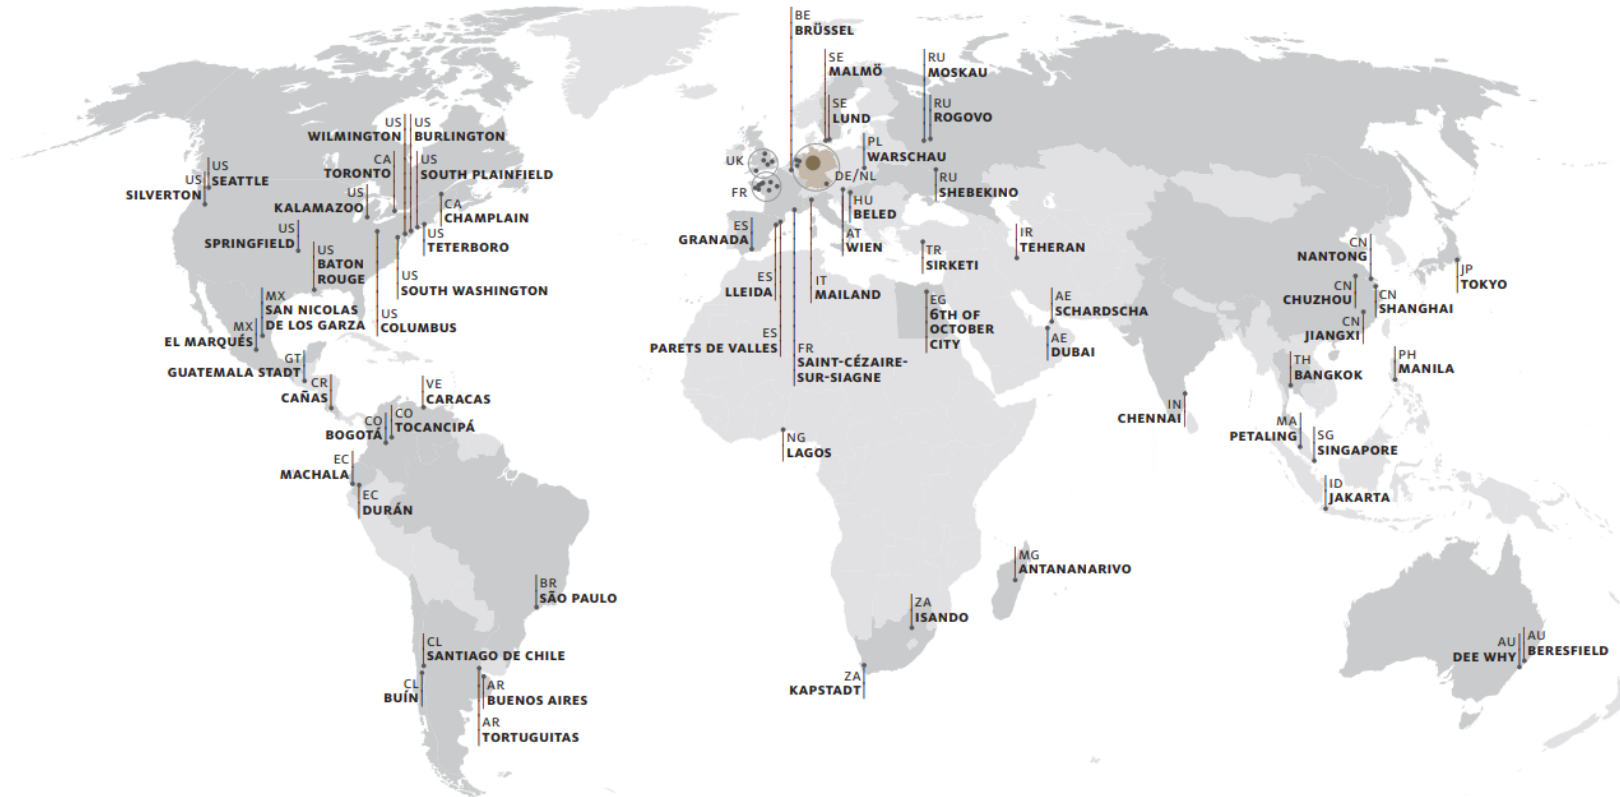 BE
BRÜSSEL
SE
MALMÖ
RU
MOSKAU
SE
LUND
RU
ROGOVO
US
WILMINGTON
US
BURLINGTON
PL
WARSCHAU
UK
CA
TORONTO
US
SOUTH PLAINFIELD
US
SEATTLE
US
SILVERTON
DE/NL
FR
RU
SHEBEKINO
US
KALAMAZOO
CA
CHAMPLAIN
HU
BELED
US
SPRINGFIELD
US
TETERBORO
ES
GRANADA
AT
WIEN
TR
SIRKETI
IR
TEHERAN
CN
NANTONG
JP
TOKYO
US
BATON
ROUGE
US
SOUTH WASHINGTON
ES
LLEIDA
IT
MAILAND
EG
6TH OF
OCTOBER
CITY
AE
SCHARDSCHA
CN
CHUZHOU
CN
SHANGHAI
MX
SAN NICOLAS
DE LOS GARZA
US
COLUMBUS
MX
EL MARQUÉS
ES
PARETS DE VALLES
FR
SAINT-CÉZAIRE-
SUR-SIAGNE
AE
DUBAI
CN
JIANGXI
GT
GUATEMALA STADT
TH
BANGKOK
PH
MANILA
CR
CAÑAS
VE
CARACAS
CO
BOGOTÁ
CO
TOCANCIPÁ
IN
CHENNAI
MA
PETALING
SG
SINGAPORE
NG
LAGOS
EC
MACHALA
EC
DURÁN
ID
JAKARTA
MG
ANTANANARIVO
BR
SÃO PAULO
ZA
ISANDO
CL
SANTIAGO DE CHILE
AU
DEE WHY
AU
BERESFIELD
CL
BUÍN
AR
BUENOS AIRES
ZA
KAPSTADT
AR
TORTUGUITAS